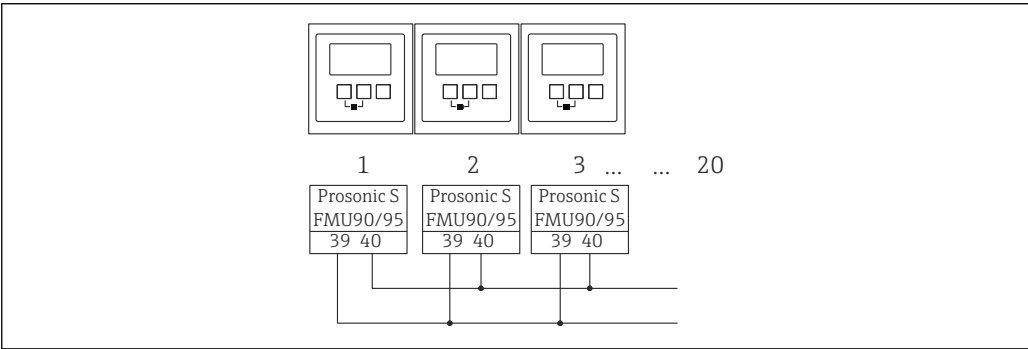 1 2 3 ... ... 20
Prosonic S Prosonic S Prosonic S
FMU90/95 FMU90/95 FMU90/95
39 40 39 40 39 40